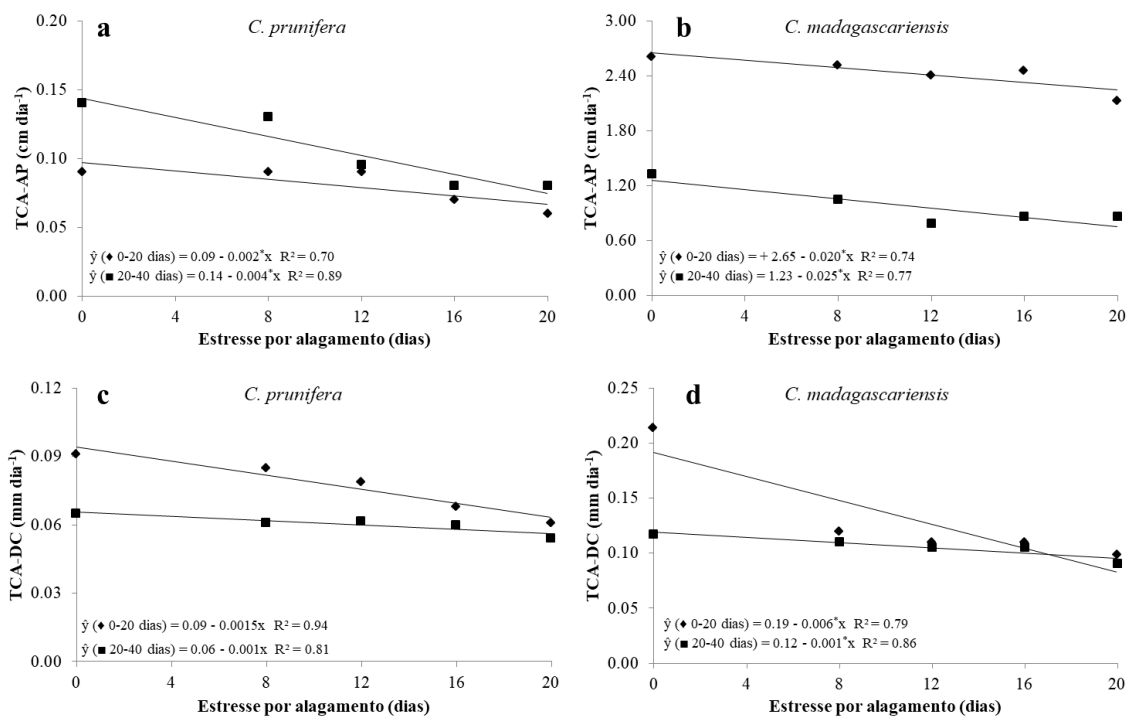 a
C. prunifera
0.20
0.15
0.10
0.05
0.00
TCA-AP (cm dia⁻¹)
ŷ (♦ 0-20 dias) = 0.09 - 0.002*x R² = 0.70
ŷ (■ 20-40 dias) = 0.14 - 0.004*x R² = 0.89
0 4 8 12 16 20
Estresse por alagamento (dias)
b
C. madagascariensis
3.00
2.40
1.80
1.20
0.60
0.00
TCA-AP (cm dia⁻¹)
ŷ (♦ 0-20 dias) = + 2.65 - 0.020*x R² = 0.74
ŷ (■ 20-40 dias) = 1.23 - 0.025*x R² = 0.77
0 4 8 12 16 20
Estresse por alagamento (dias)
c
C. prunifera
0.12
0.09
0.06
0.03
0.00
TCA-DC (mm dia⁻¹)
ŷ (♦ 0-20 dias) = 0.09 - 0.0015x R² = 0.94
ŷ (■ 20-40 dias) = 0.06 - 0.001x R² = 0.81
0 4 8 12 16 20
Estresse por alagamento (dias)
d
C. madagascariensis
0.25
0.20
0.15
0.10
0.05
0.00
TCA-DC (mm dia⁻¹)
ŷ (♦ 0-20 dias) = 0.19 - 0.006*x R² = 0.79
ŷ (■ 20-40 dias) = 0.12 - 0.001*x R² = 0.86
0 4 8 12 16 20
Estresse por alagamento (dias)